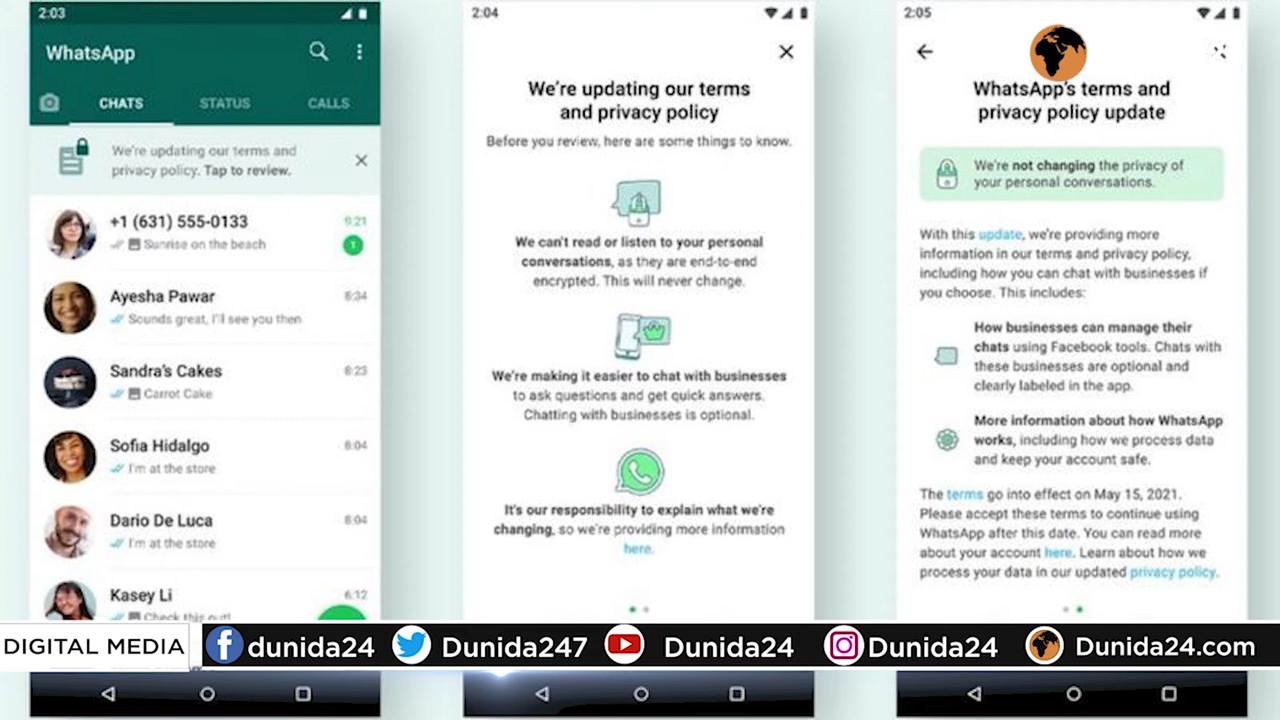 2:03
WhatsApp
CHATS
STATUS
CALLS
We're updating our terms and
privacy policy. Tap to review.
+1 (631) 555-0133
6:21
Sunrise on the beach
1
Ayesha Pawar
6:34
Sounds great, I'll see you then
Sandra's Cakes
8:23
Carrot Cake
Sofia Hidalgo
8:04
I'm at the store
Dario De Luca
8:04
I'm at the store
Kasey Li
6:12
Check this out!
2:04
We're updating our terms
and privacy policy
Before you review, here are some things to know.
We can't read or listen to your personal
conversations, as they are end-to-end
encrypted. This will never change.
We're making it easier to chat with businesses
to ask questions and get quick answers.
Chatting with businesses is optional.
It's our responsibility to explain what we're
changing, so we're providing more information
here.
2:05
WhatsApp's terms and
privacy policy update
We're not changing the privacy of
your personal conversations.
With this update, we're providing more
information in our terms and privacy policy,
including how you can chat with businesses if
you choose. This includes:
How businesses can manage their
chats using Facebook tools. Chats with
these businesses are optional and
clearly labeled in the app.
More information about how WhatsApp
works, including how we process data
and keep your account safe.
The terms go into effect on May 15, 2021.
Please accept these terms to continue using
WhatsApp after this date. You can read more
about your account here. Learn about how we
process your data in our updated privacy policy.
DIGITAL MEDIA
dunida24
Dunida247
Dunida24
Dunida24
Dunida24.com